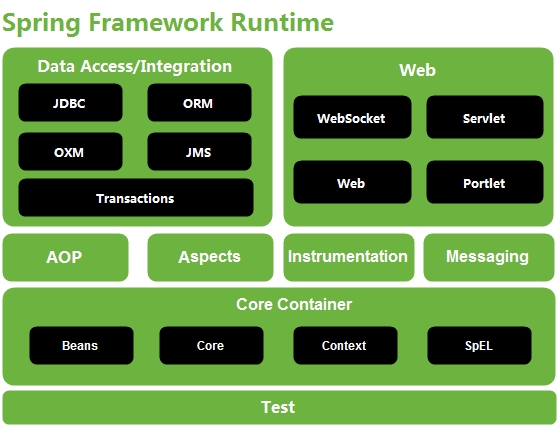 Spring Framework Runtime
Data Access/Integration
JDBC
ORM
OXM
JMS
Transactions
Web
WebSocket
Servlet
Web
Portlet
AOP
Aspects
Instrumentation
Messaging
Core Container
Beans
Core
Context
SpEL
Test